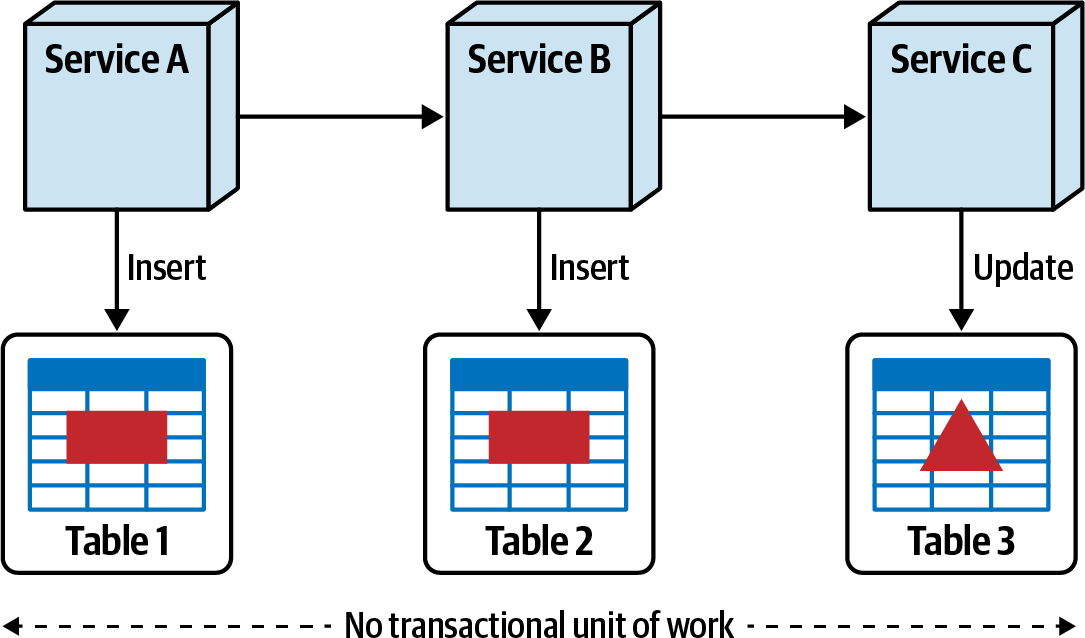 Service A
Service B
Service C
Insert
Insert
Update
Table 1
Table 2
Table 3
No transactional unit of work